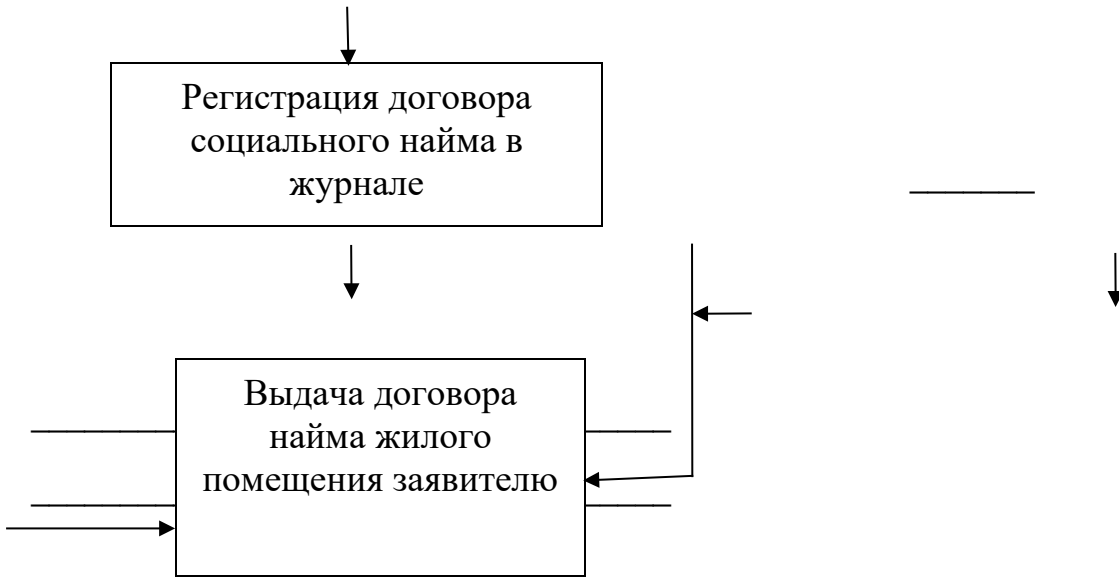 Регистрация договора
социального найма в
журнале
Выдача договора
найма жилого
помещения заявителю